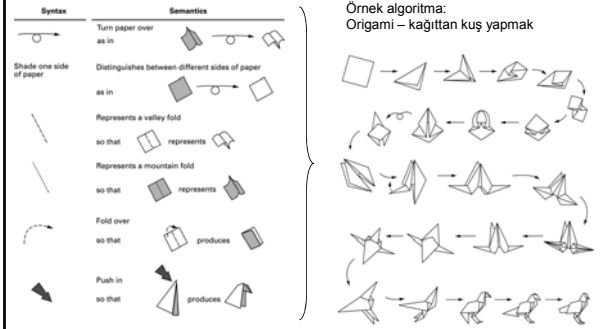 Syntax Semantics
Turn paper over
as in
Shade one side
of paper
Distinguishes between different sides of paper
as in
Represents a valley fold
so that represents
Represents a mountain fold
so that represents
Fold over
so that produces
Push in
so that produces
Örnek algoritma:
Origami – kağıttan kuş yapmak